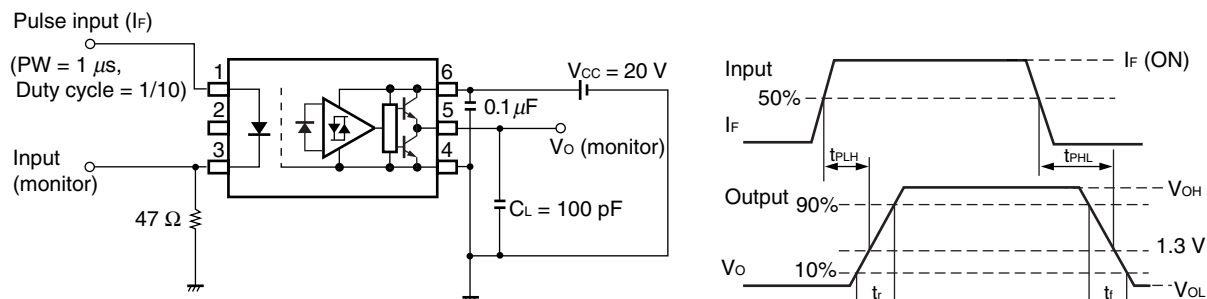 Pulse input (IF)
(PW = 1 μs,
Duty cycle = 1/10)
1
2
3
6
5
4
VCC = 20 V
0.1 μF
VO (monitor)
Input
(monitor)
47 Ω
CL = 100 pF
Input
IF (ON)
50%
IF
tPLH
tPHL
Output
VOH
90%
1.3 V
VO
10%
tr
tf
VOL